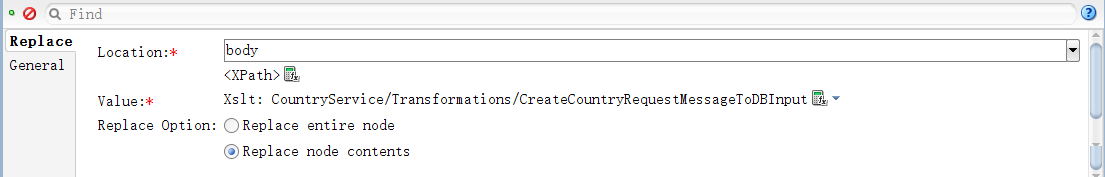 Find
Replace
General
Location:*
body
<XPath>
Value:*
Xslt: CountryService/Transformations/CreateCountryRequestMessageToDBInput
Replace Option:
Replace entire node
Replace node contents